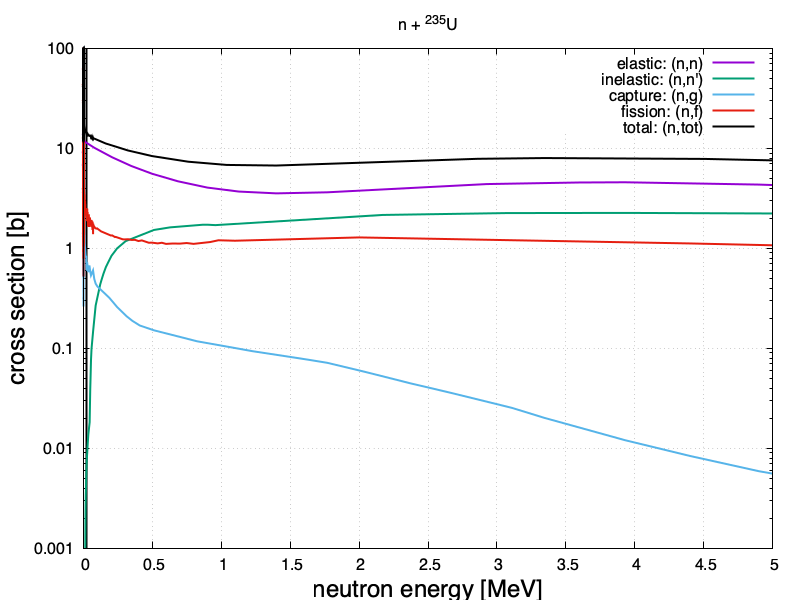 n + ²³⁵U
elastic: (n,n)
inelastic: (n,n')
capture: (n,g)
fission: (n,f)
total: (n,tot)
100
10
1
0.1
0.01
0.001
cross section [b]
0 0.5 1 1.5 2 2.5 3 3.5 4 4.5 5
neutron energy [MeV]